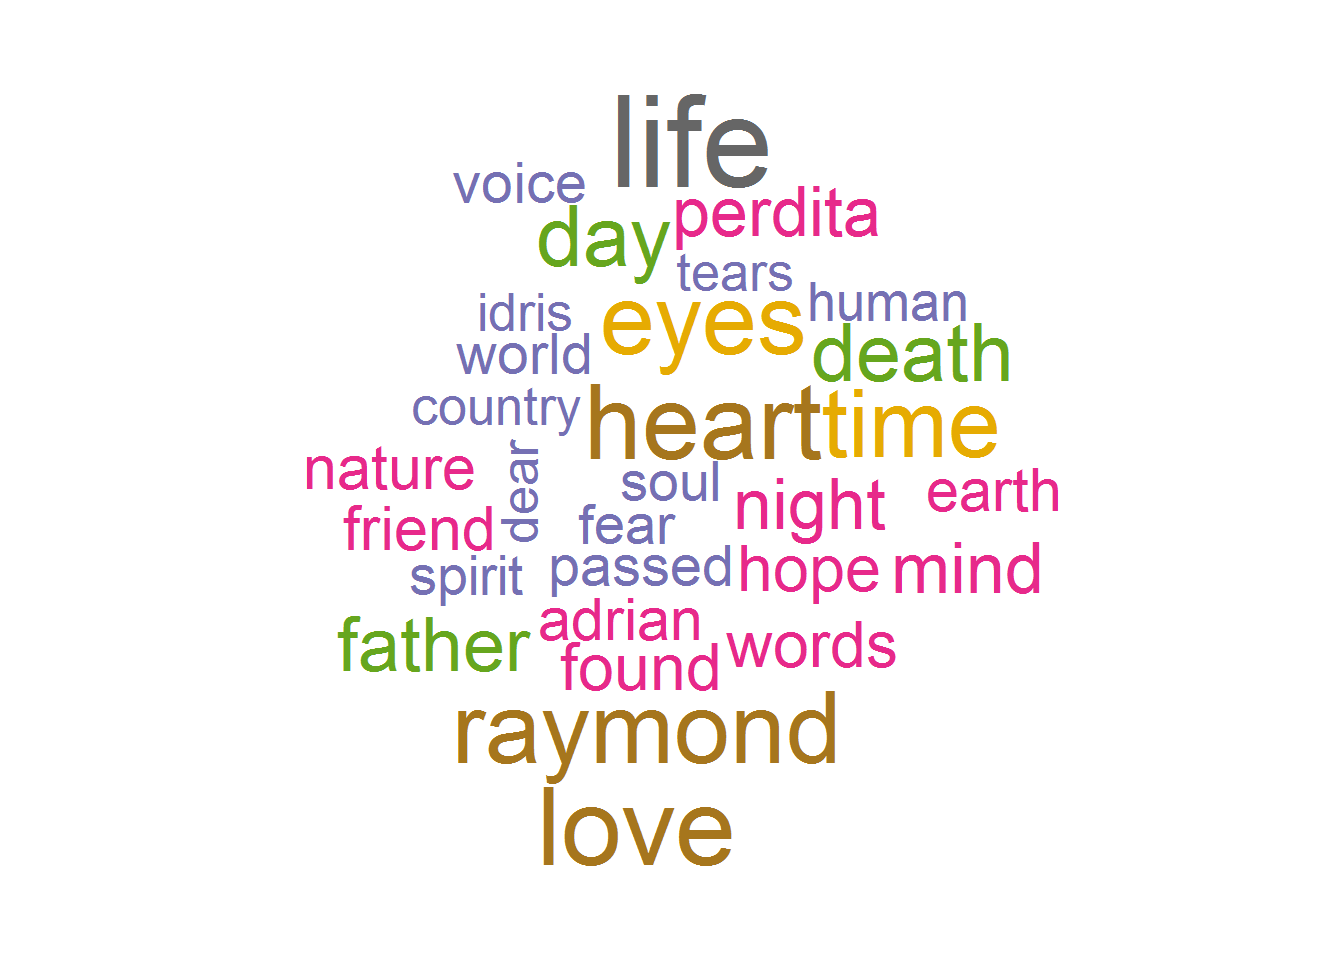 life
voice
perdita
day
tears
human
idris
eyes
world
death
country
heart
time
nature
dear
soul
night
earth
friend
fear
spirit
passed
hope
mind
father
adrian
words
found
raymond
love